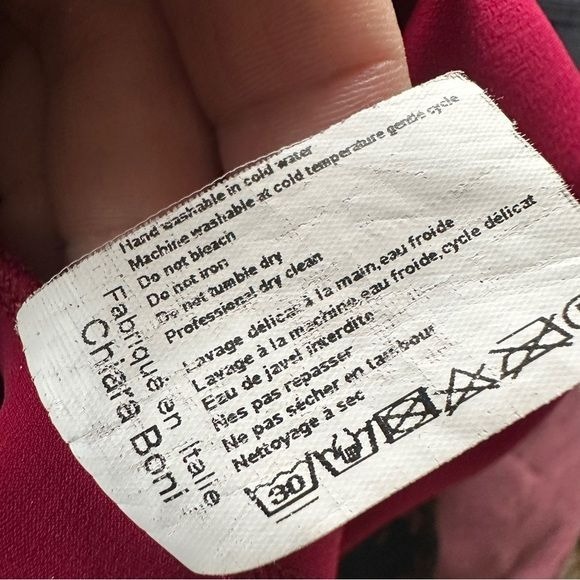 Hand washable in cold water
Machine washable at cold temperature gentle cycle
Do not bleach
Do not iron
Do not tumble dry
Professional dry clean
Lavage délicat à la main,eau froide
Lavage à la machine,eau froide,cycle délicat
Eau de javel interdite
Nes pas repasser
Ne pas sécher en tambour
Nettoyage à sec
Fabriqué en Italie
Chiara Boni
30